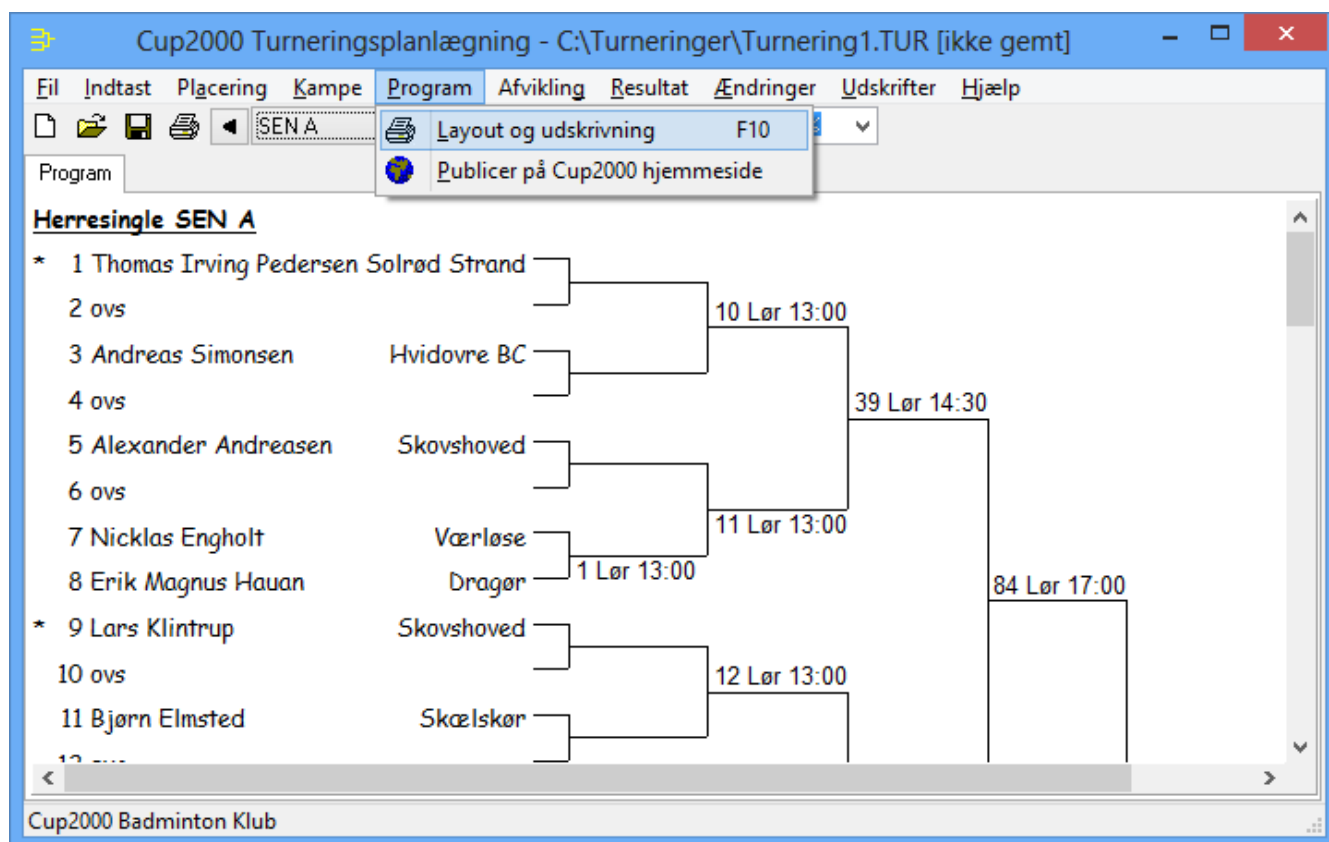 Cup2000 Turneringsplanlægning - C:\Turneringer\Turnering1.TUR [ikke gemt]
Fil Indtast Placering Kampe Program Afvikling Resultat Ændringer Udskrifter Hjælp
SEN A
Layout og udskrivning F10
Publicer på Cup2000 hjemmeside
Program
Herresingle SEN A
* 1 Thomas Irving Pedersen Solrød Strand
2 ovs
10 Lør 13:00
3 Andreas Simonsen Hvidovre BC
4 ovs
39 Lør 14:30
5 Alexander Andreasen Skovshoved
6 ovs
11 Lør 13:00
7 Nicklas Engholt Værløse
1 Lør 13:00
8 Erik Magnus Hauan Dragør
84 Lør 17:00
* 9 Lars Klintrup Skovshoved
10 ovs
12 Lør 13:00
11 Bjørn Elmsted Skælskør
Cup2000 Badminton Klub